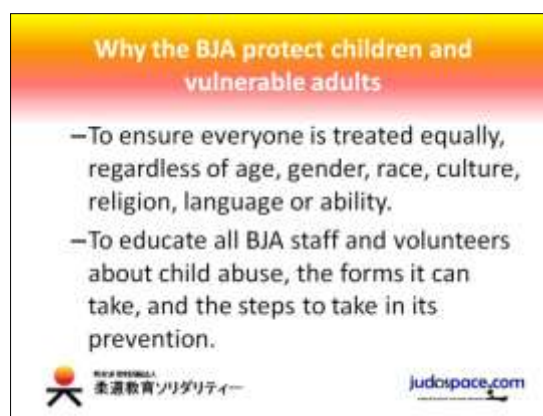 Why the BJA protect children and
vulnerable adults
–To ensure everyone is treated equally,
regardless of age, gender, race, culture,
religion, language or ability.
–To educate all BJA staff and volunteers
about child abuse, the forms it can
take, and the steps to take in its
prevention.
柔道教育ソリダリティー
judospace.com